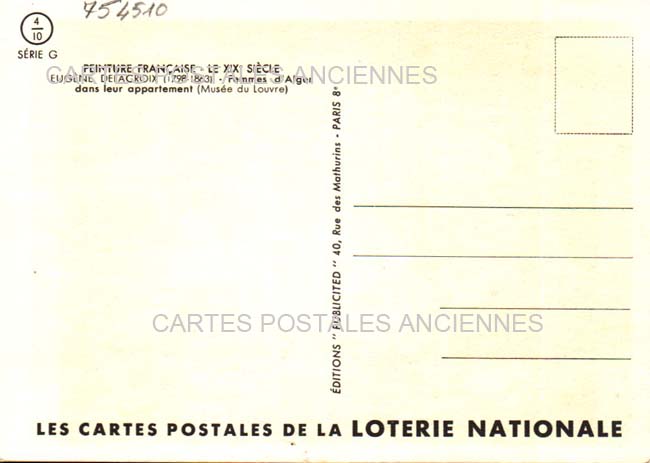 754510
4
10
SÉRIE G
PEINTURE FRANÇAISE - LE XIXᵉ SIÈCLE
EUGÈNE DELACROIX (1798-1863) - Femmes d'Alger
dans leur appartement (Musée du Louvre)
CARTES POSTALES ANCIENNES
ÉDITIONS " PUBLICITED " 40, Rue des Mathurins - PARIS 8ᵉ
CARTES POSTALES ANCIENNES
LES CARTES POSTALES DE LA LOTERIE NATIONALE